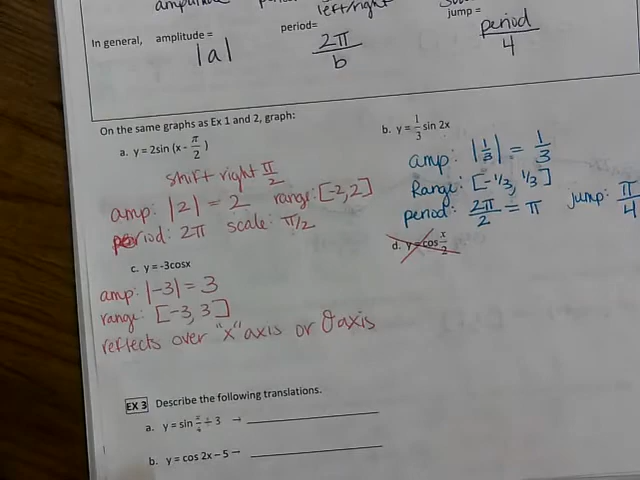 left/right
In general, amplitude = |a| period= 2π/b jump = period/4
On the same graphs as Ex 1 and 2, graph:
a. y = 2sin (x - π/2)
shift right π/2
amp: |2| = 2 range: [-2, 2]
period: 2π scale: π/2
b. y = 1/3 sin 2x
amp: |1/3| = 1/3
Range: [-1/3, 1/3]
period: 2π/2 = π jump: π/4
c. y = -3cosx
amp: |-3| = 3
range: [-3, 3]
reflects over "x" axis or θ axis
d. y = cos x/2
EX 3 Describe the following translations.
a. y = sin + 3 →
b. y = cos 2x – 5 →